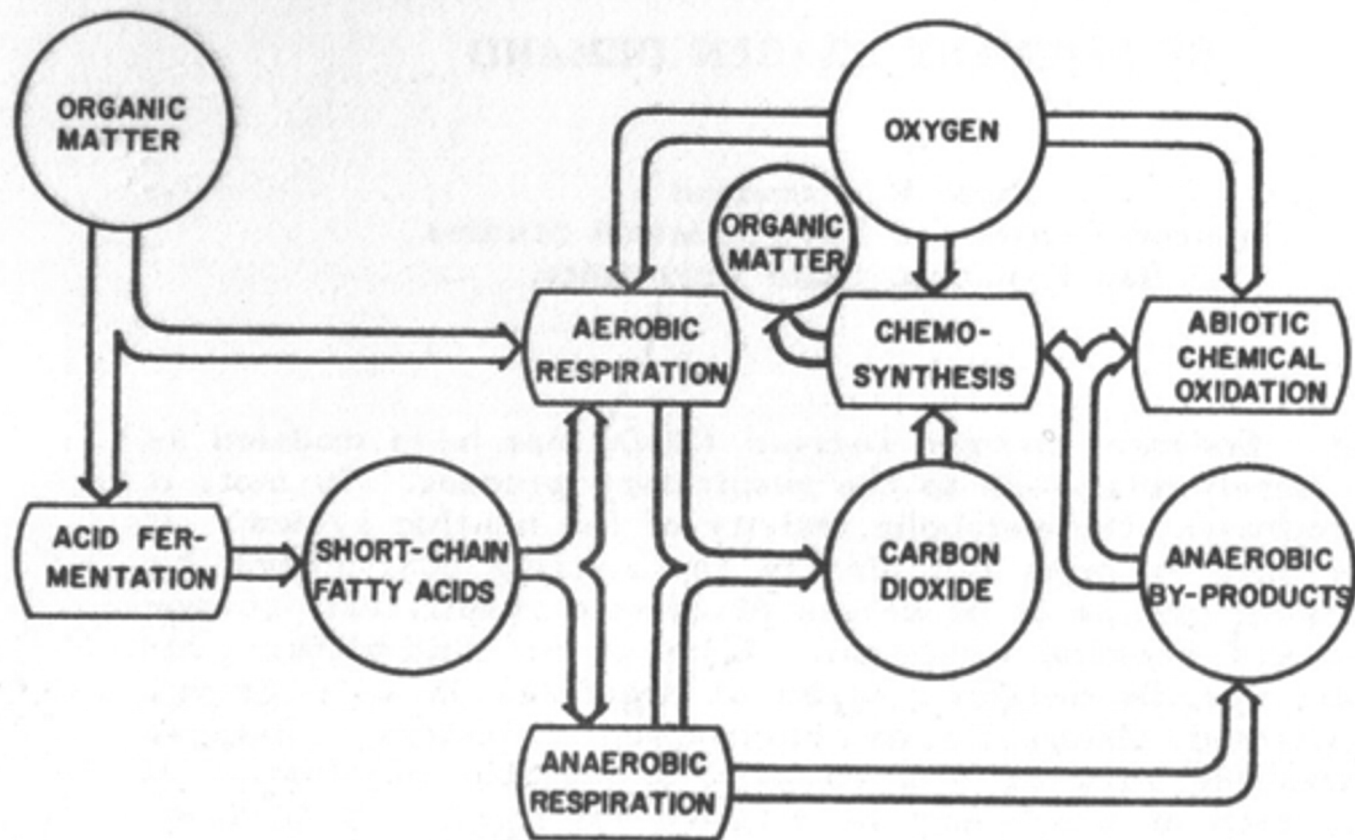 ORGANIC
MATTER
OXYGEN
ORGANIC
MATTER
AEROBIC
RESPIRATION
CHEMO-
SYNTHESIS
ABIOTIC
CHEMICAL
OXIDATION
ACID FER-
MENTATION
SHORT-CHAIN
FATTY ACIDS
CARBON
DIOXIDE
ANAEROBIC
BY-PRODUCTS
ANAEROBIC
RESPIRATION